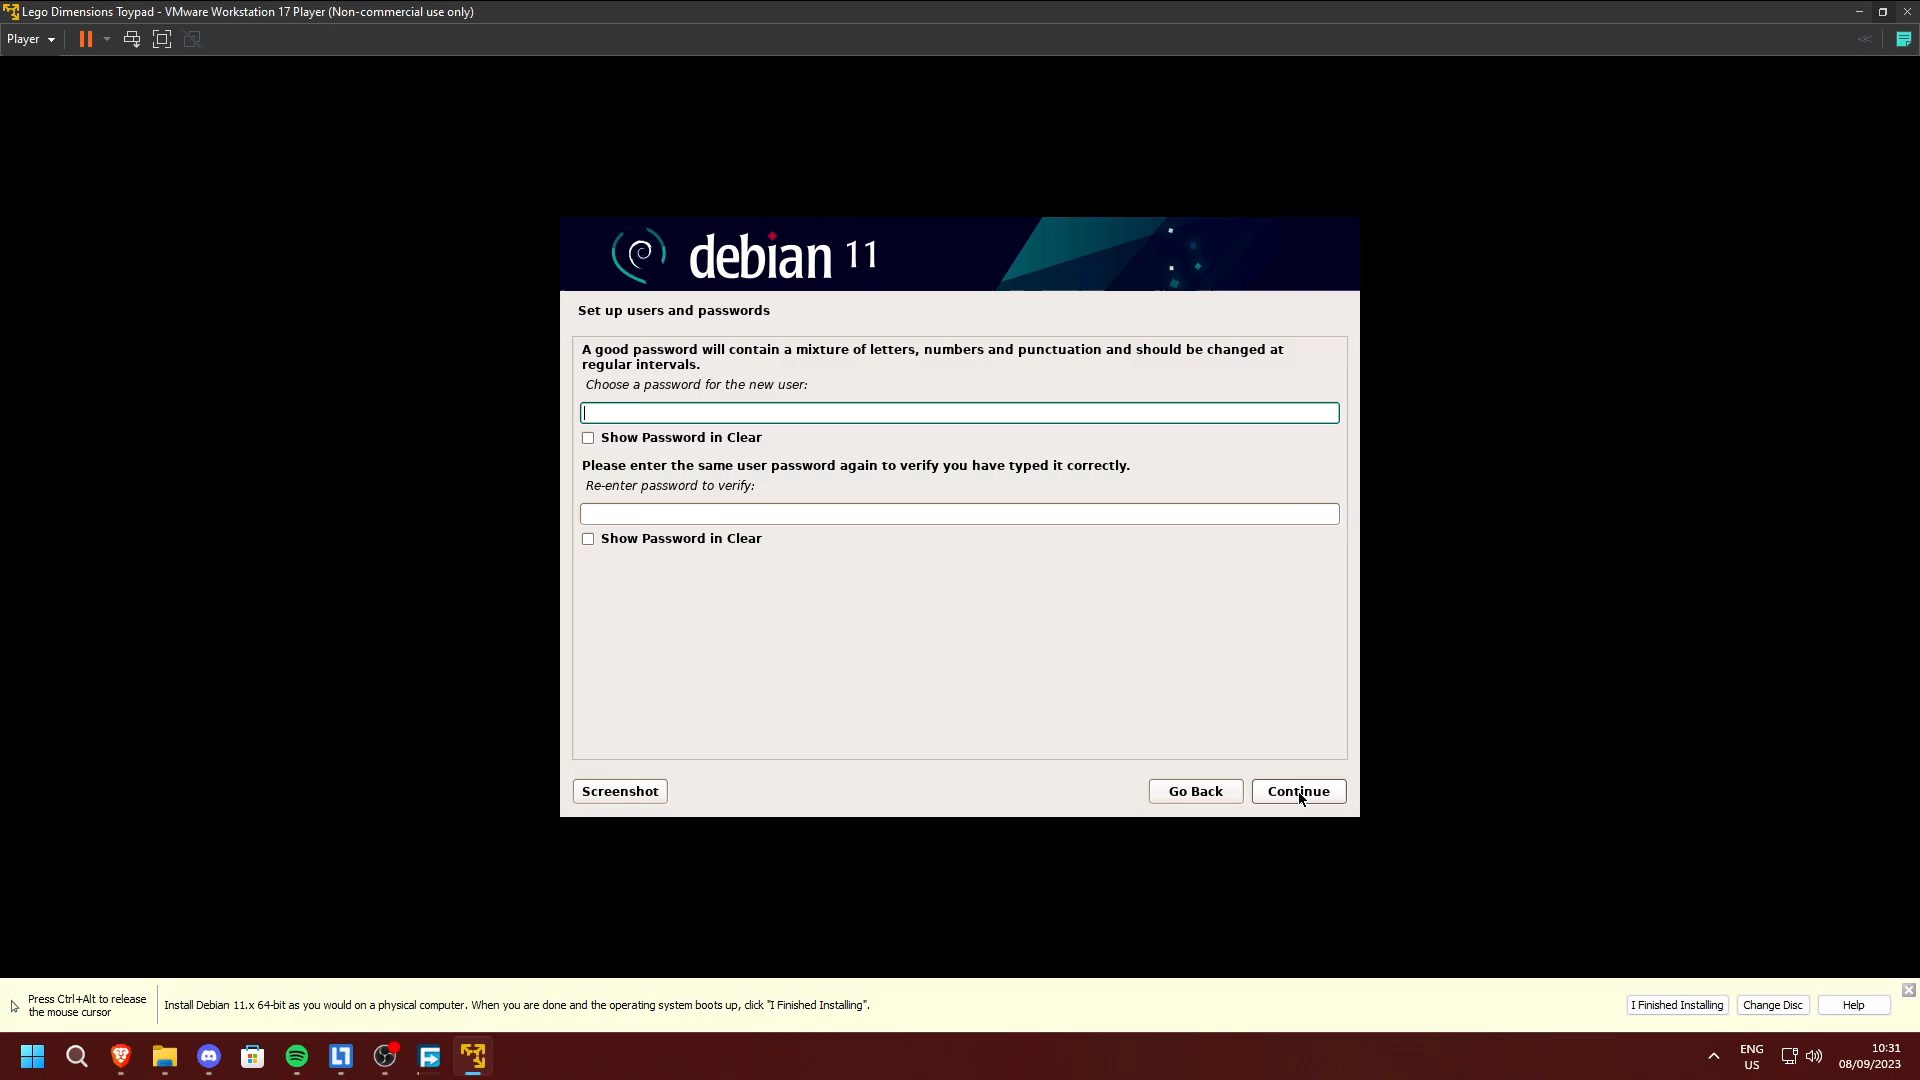 Lego Dimensions Toypad - VMware Workstation 17 Player (Non-commercial use only)
Player
debian 11
Set up users and passwords
A good password will contain a mixture of letters, numbers and punctuation and should be changed at
regular intervals.
Choose a password for the new user:
Show Password in Clear
Please enter the same user password again to verify you have typed it correctly.
Re-enter password to verify:
Show Password in Clear
Screenshot
Go Back
Continue
Press Ctrl+Alt to release
the mouse cursor
Install Debian 11.x 64-bit as you would on a physical computer. When you are done and the operating system boots up, click "I Finished Installing".
I Finished Installing
Change Disc
Help
ENG
US
10:31
08/09/2023